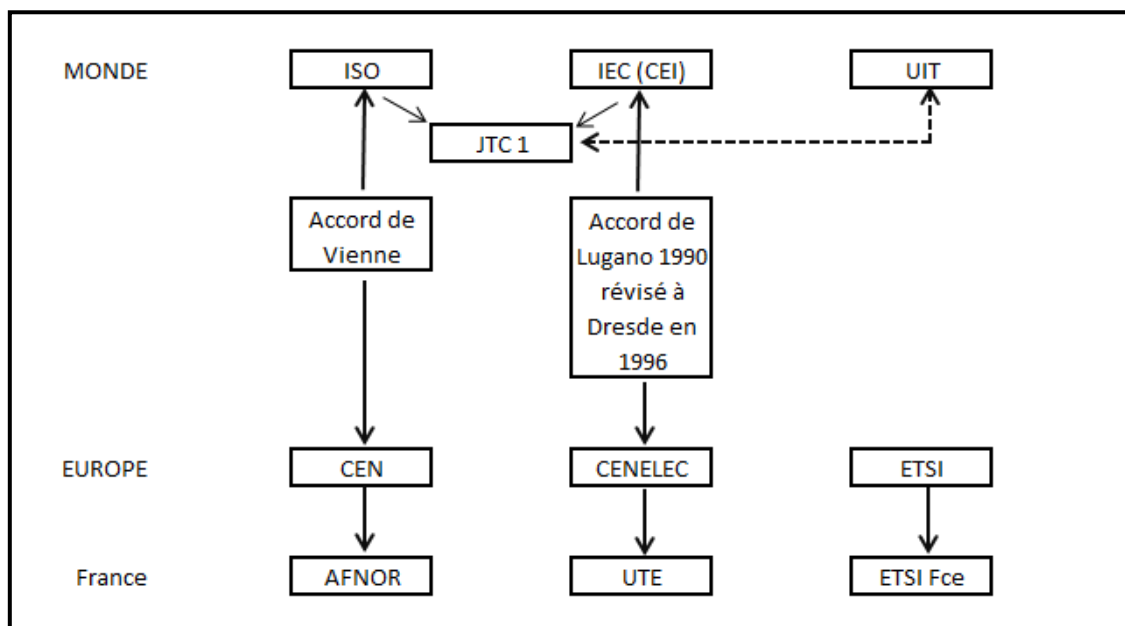 MONDE
ISO
IEC (CEI)
UIT
JTC 1
Accord de
Vienne
Accord de
Lugano 1990
révisé à
Dresde en
1996
EUROPE
CEN
CENELEC
ETSI
France
AFNOR
UTE
ETSI Fce